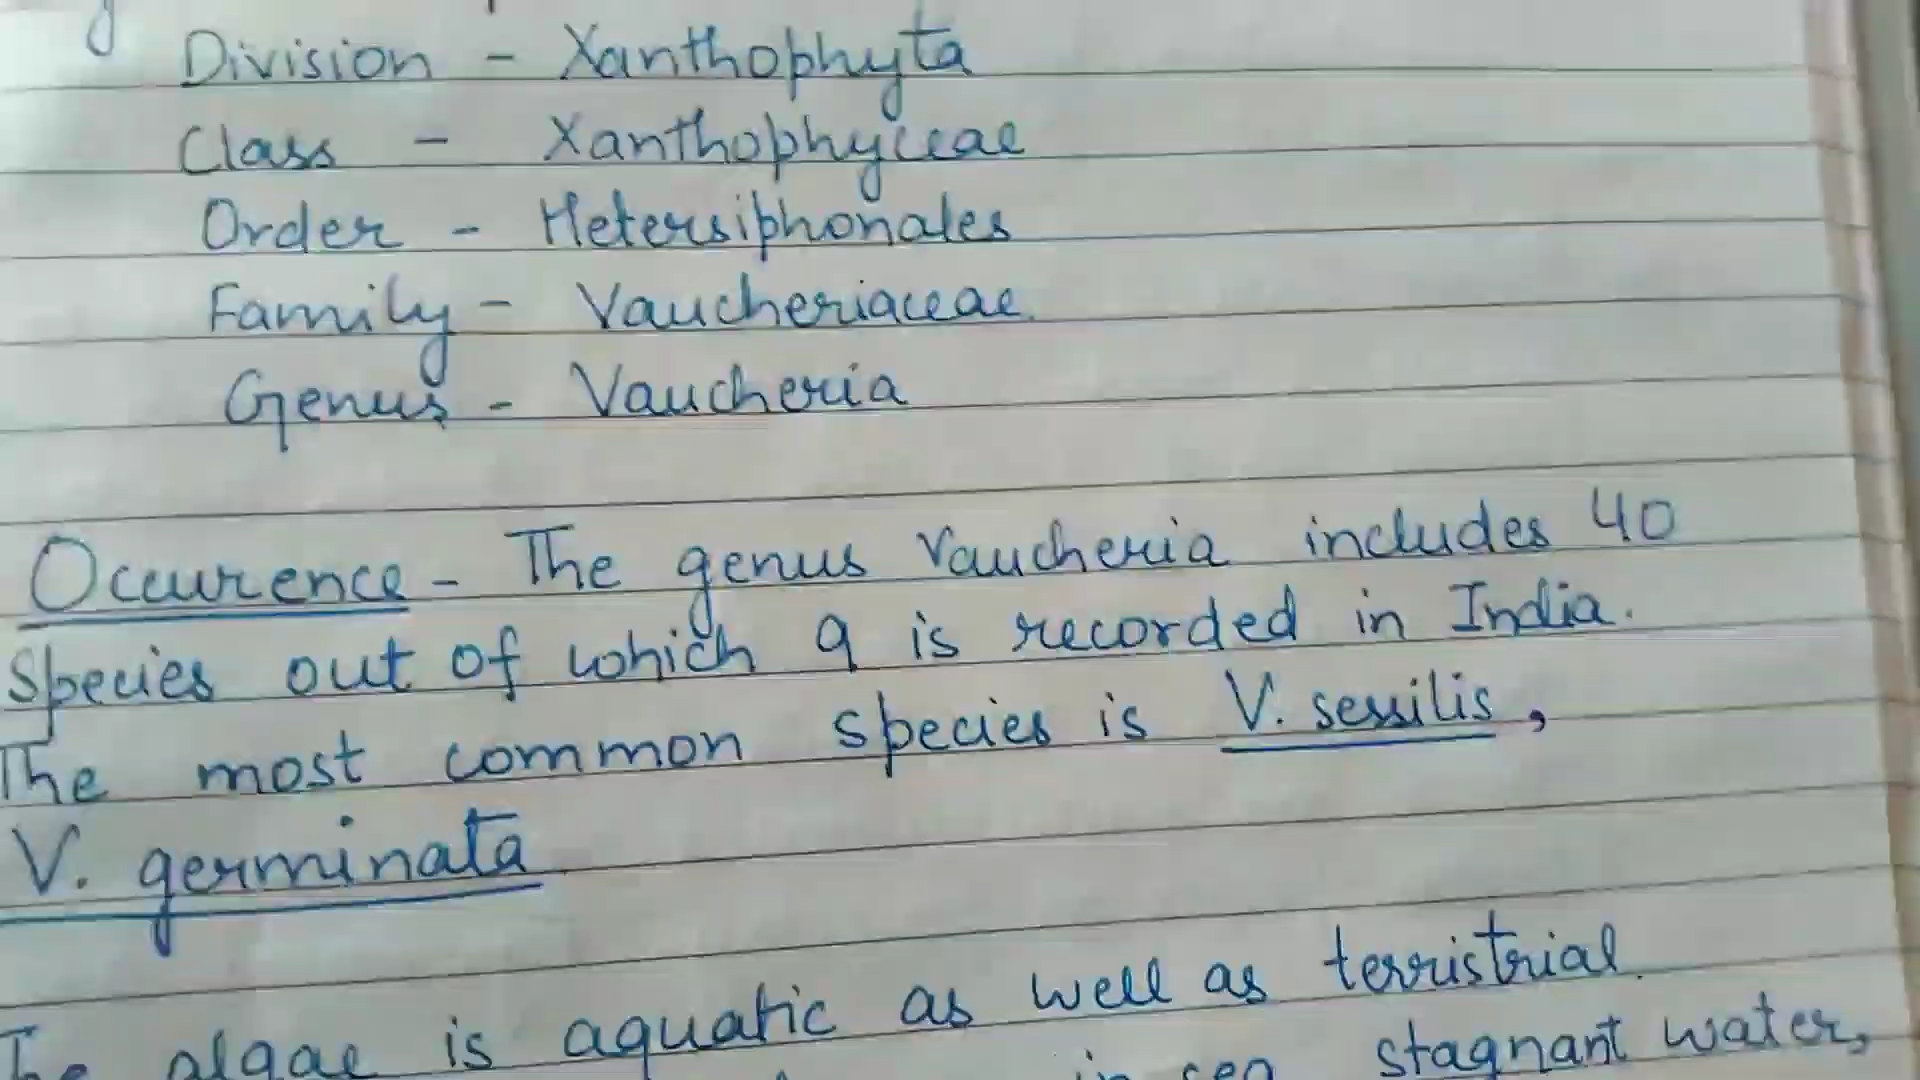 Division - Xanthophyta
Class - Xanthophyceae
Order - Hetersiphonales
Family - Vaucheriaceae.
Genus - Vaucheria
Occurence - The genus Vaucheria includes 40
Species out of which 9 is recorded in India.
The most common species is V. sessilis,
V. germinata
The algae is aquatic as well as terristrial.
in sea stagnant water,